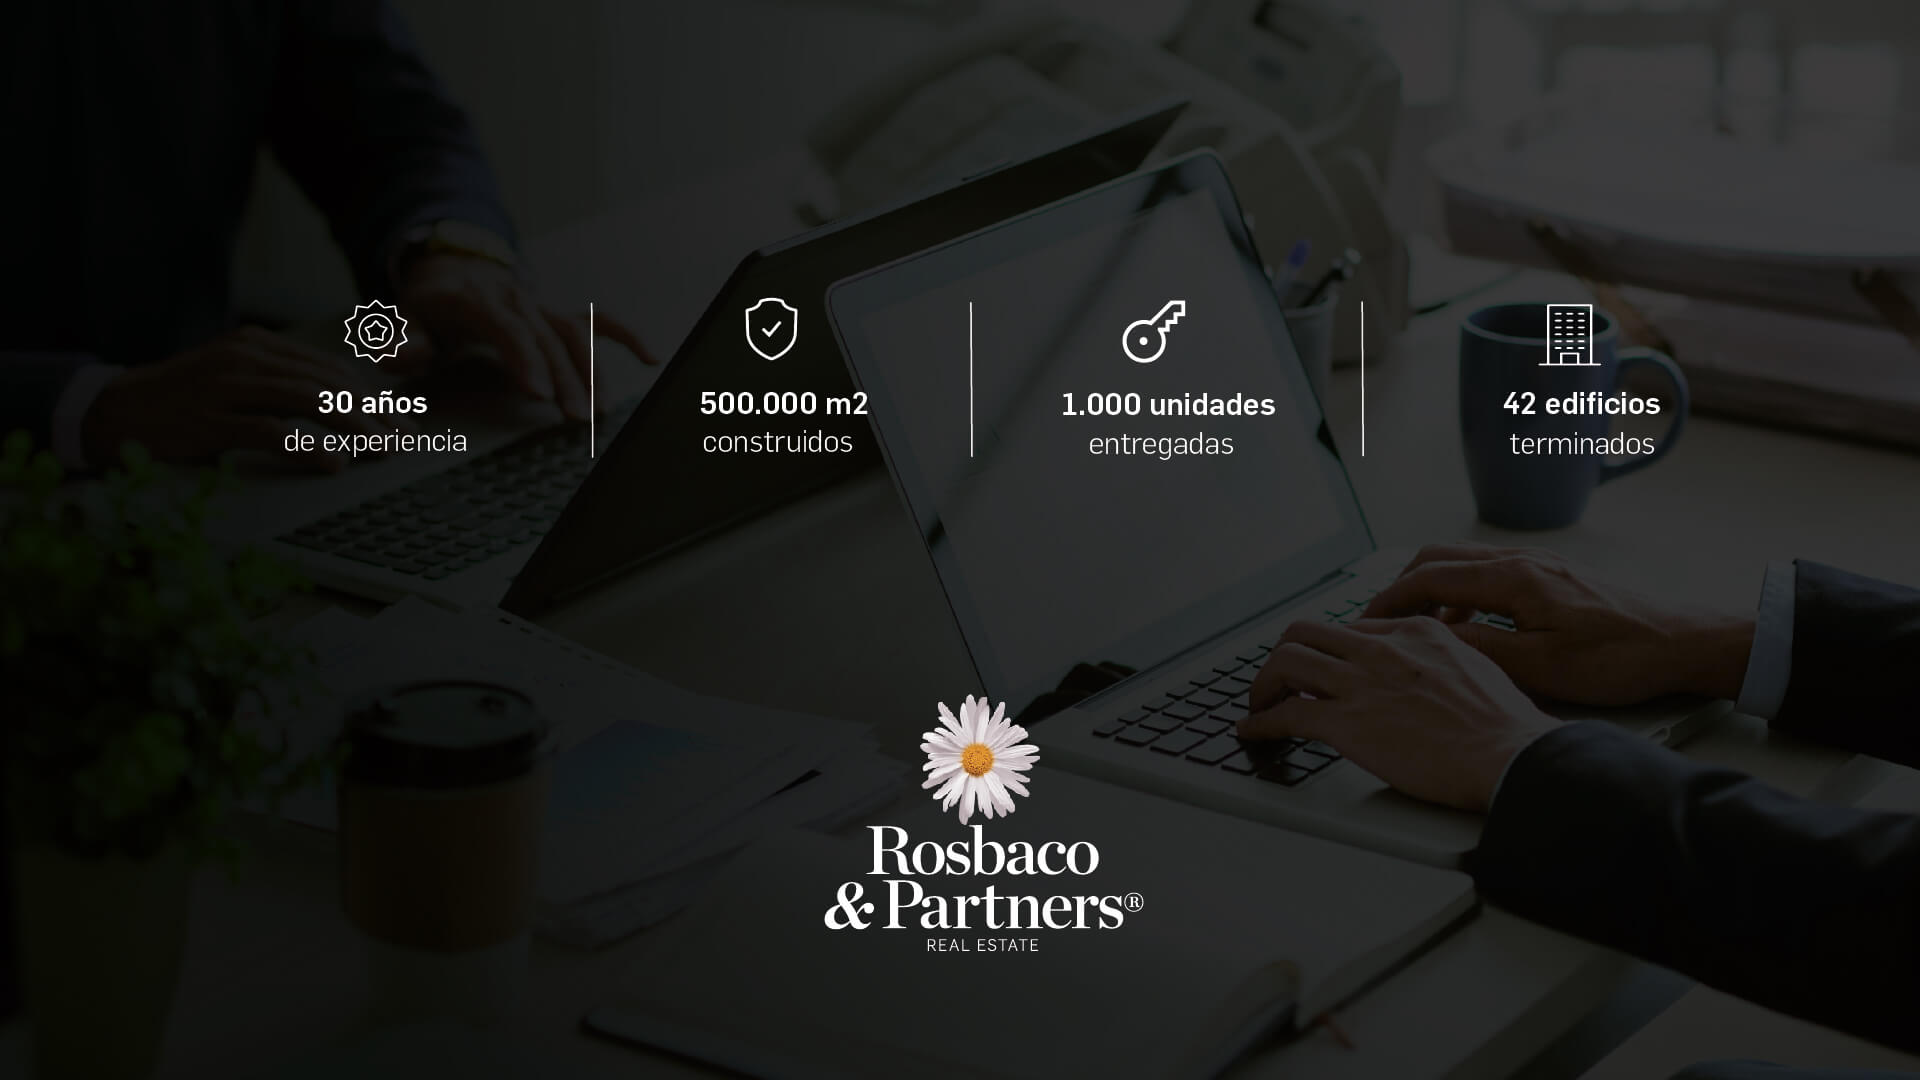 30 años
de experiencia
500.000 m2
construidos
1.000 unidades
entregadas
42 edificios
terminados
Rosbaco
& Partners®
REAL ESTATE